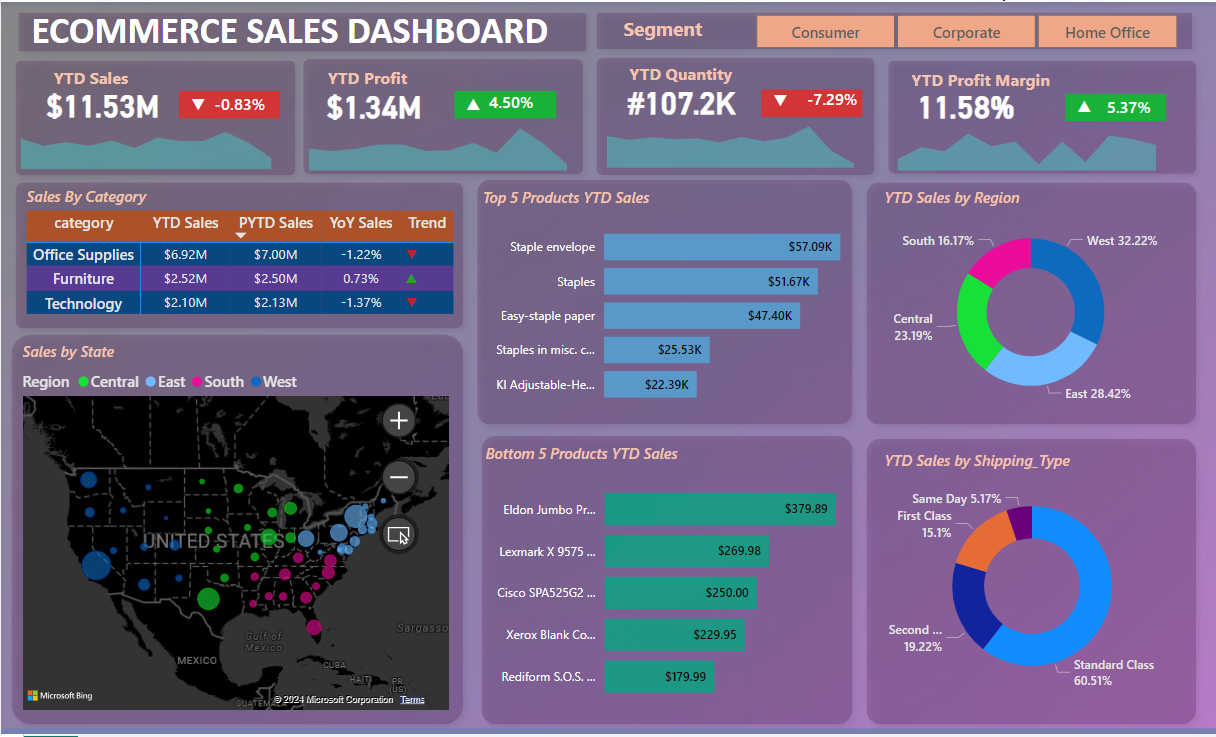 ECOMMERCE SALES DASHBOARD
Segment
Consumer
Corporate
Home Office
YTD Sales
$11.53M
▼ -0.83%
YTD Profit
$1.34M
▲ 4.50%
YTD Quantity
#107.2K
▼ -7.29%
YTD Profit Margin
11.58%
▲ 5.37%
Sales By Category
category YTD Sales PYTD Sales YoY Sales Trend
Office Supplies $6.92M $7.00M -1.22% ▼
Furniture $2.52M $2.50M 0.73% ▲
Technology $2.10M $2.13M -1.37% ▼
Top 5 Products YTD Sales
Staple envelope $57.09K
Staples $51.67K
Easy-staple paper $47.40K
Staples in misc. c... $25.53K
KI Adjustable-He... $22.39K
YTD Sales by Region
South 16.17%
West 32.22%
Central
23.19%
East 28.42%
Sales by State
Region Central East South West
UNITED STATES
Gulf of
Mexico
Sargasso
MEXICO
CUBA
HAITI
PR
(US)
GUATEMALA
Microsoft Bing
© 2024 Microsoft Corporation Terms
Bottom 5 Products YTD Sales
Eldon Jumbo Pr... $379.89
Lexmark X 9575 ... $269.98
Cisco SPA525G2 ... $250.00
Xerox Blank Co... $229.95
Rediform S.O.S. ... $179.99
YTD Sales by Shipping_Type
Same Day 5.17%
First Class
15.1%
Second ...
19.22%
Standard Class
60.51%